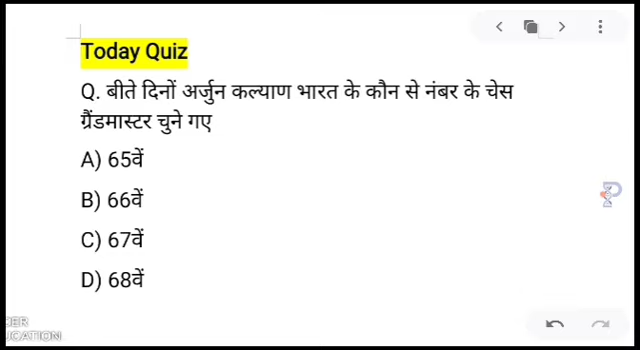 Today Quiz
Q. बीते दिनों अर्जुन कल्याण भारत के कौन से नंबर के चेस
ग्रैंडमास्टर चुने गए
A) 65वें
B) 66वें
C) 67वें
D) 68वें